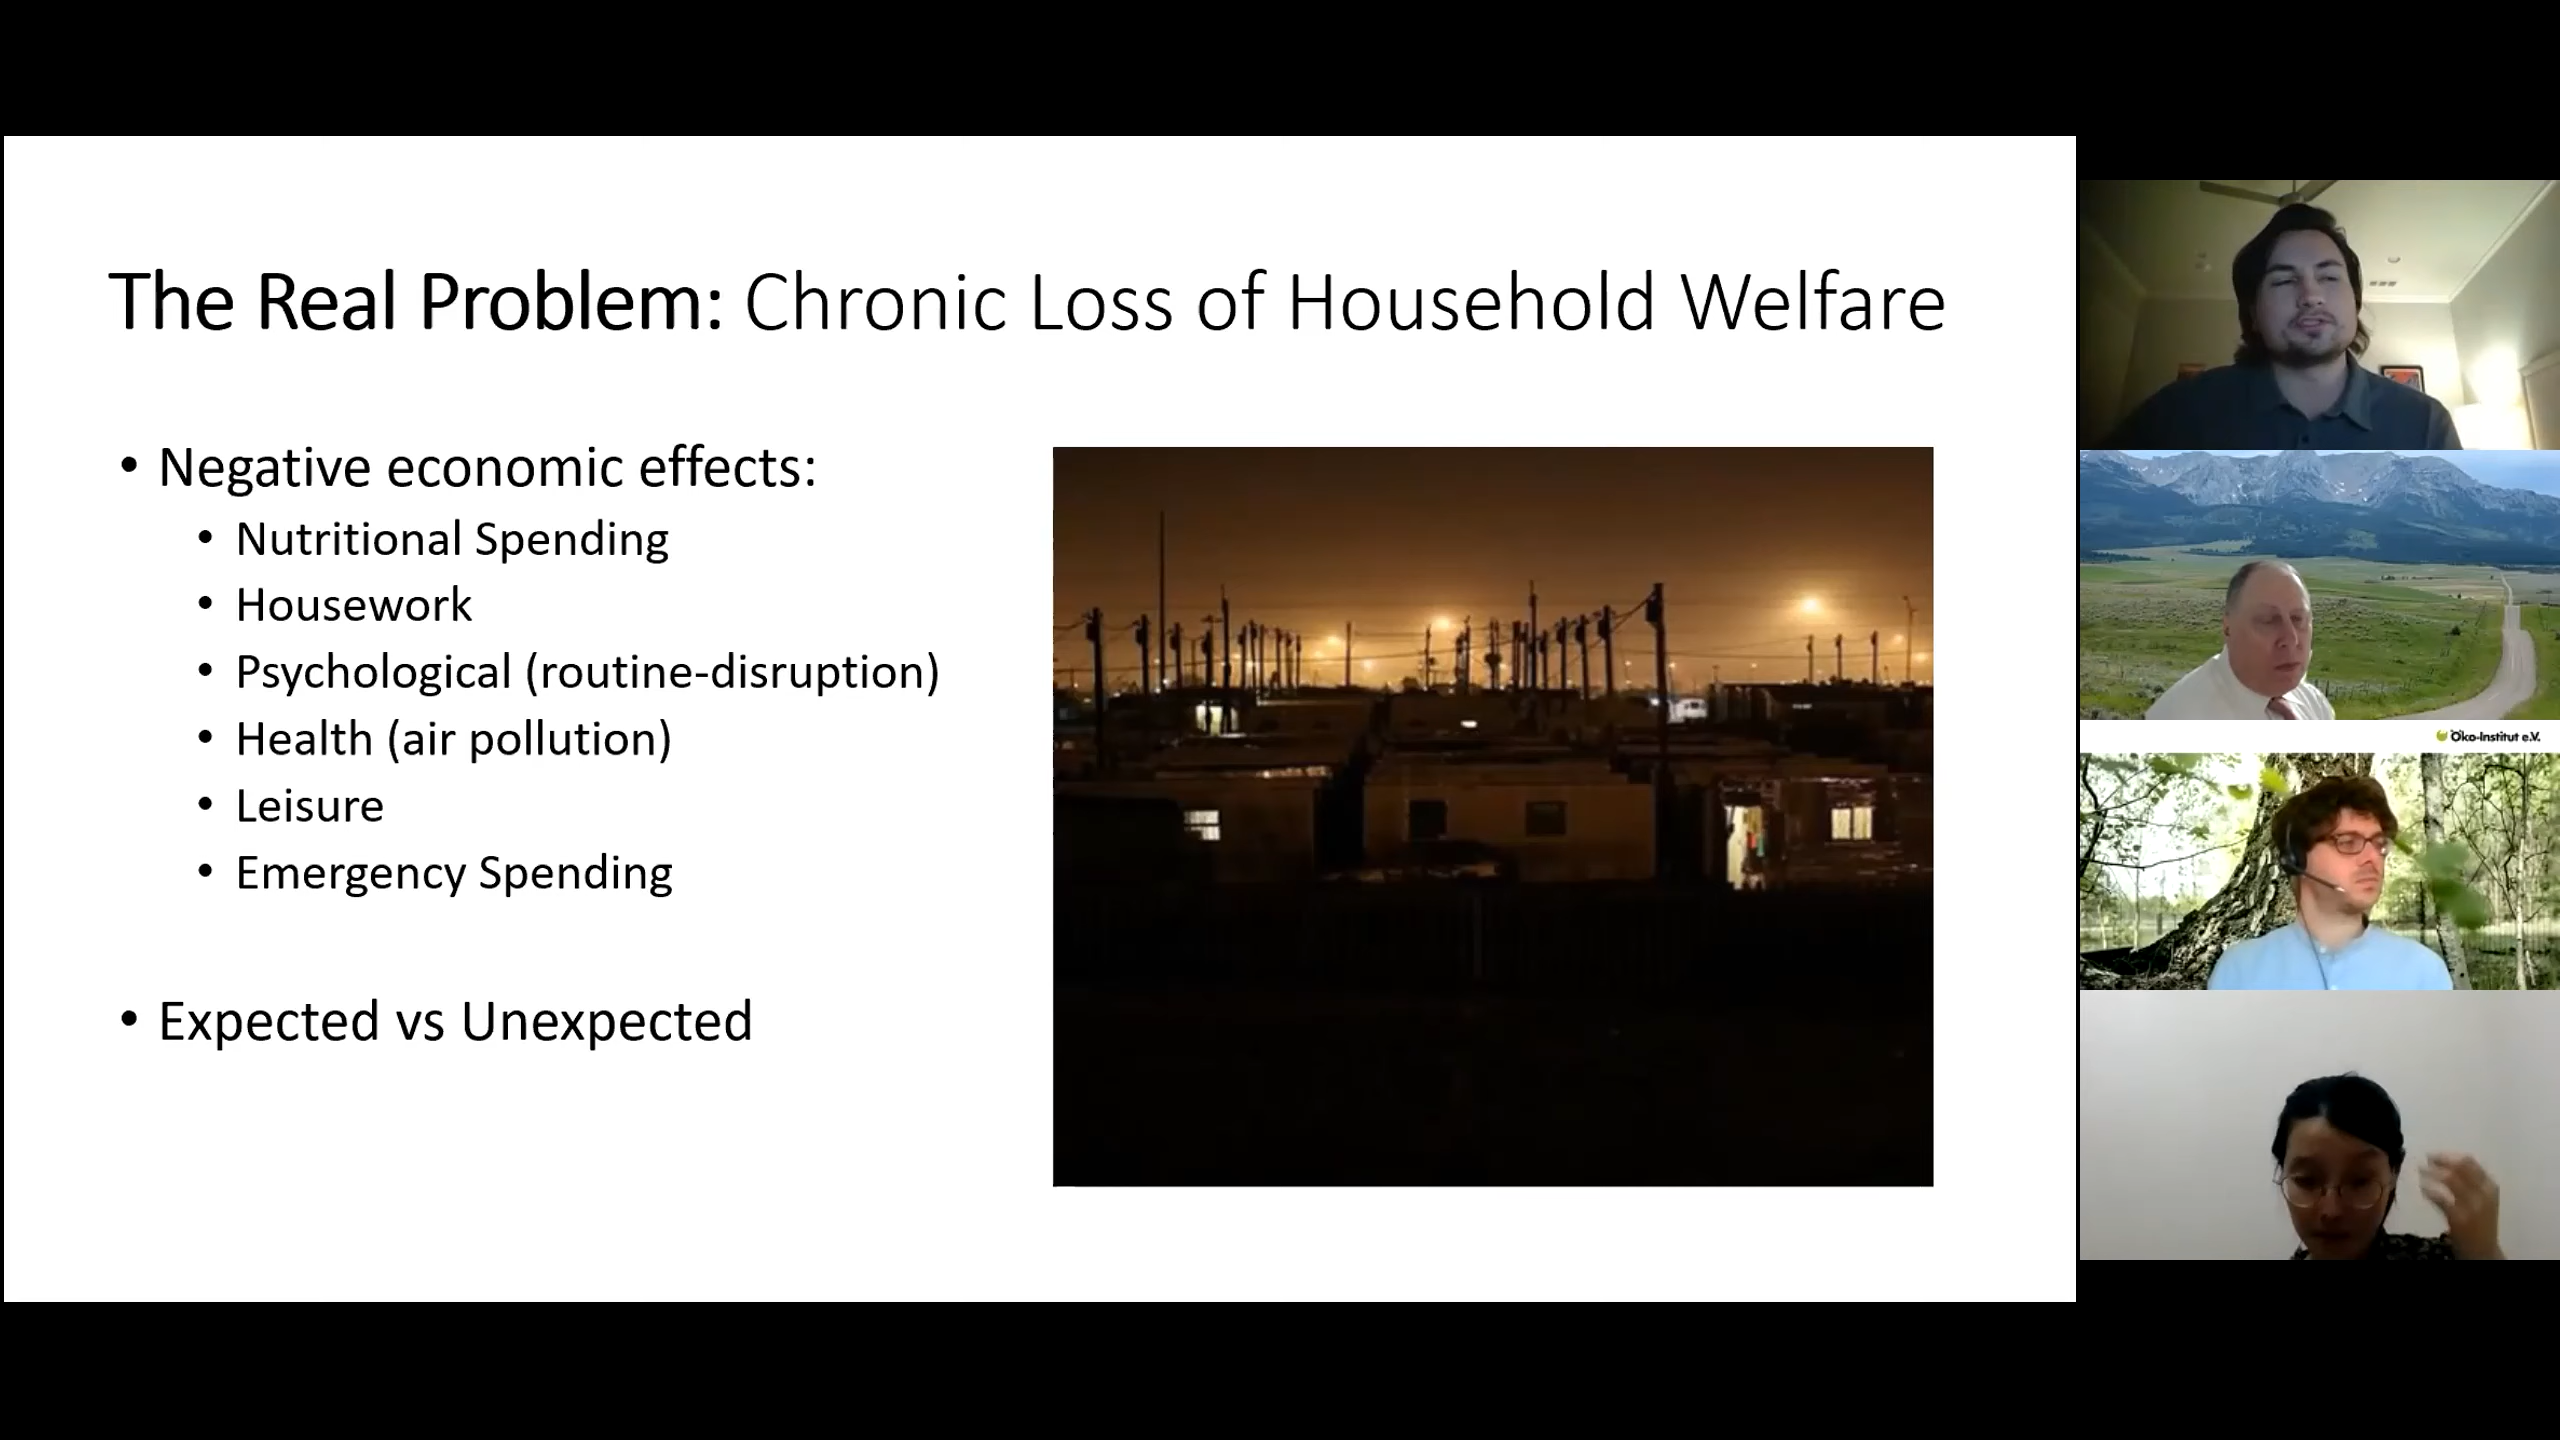 The Real Problem: Chronic Loss of Household Welfare
• Negative economic effects:
• Nutritional Spending
• Housework
• Psychological (routine-disruption)
• Health (air pollution)
• Leisure
• Emergency Spending
• Expected vs Unexpected
Öko-Institut e.V.